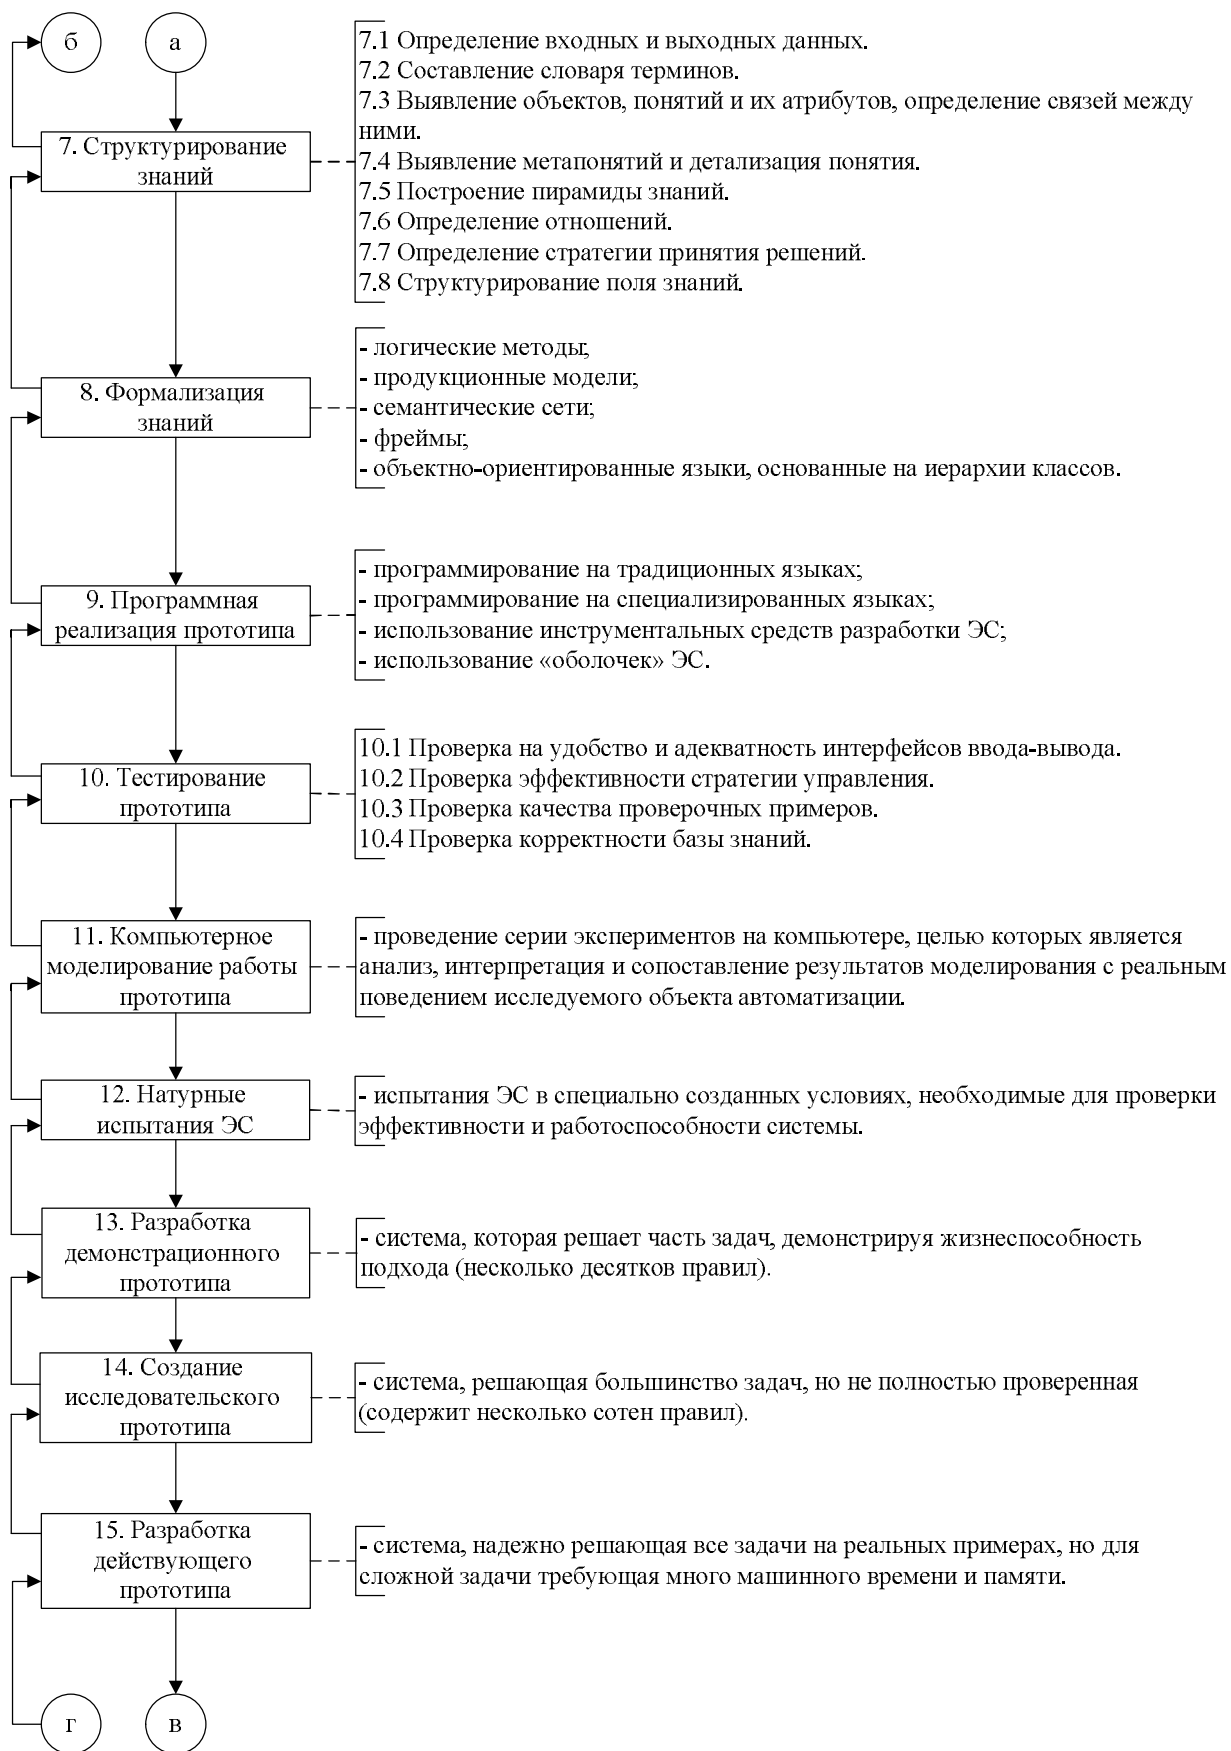 б
а
7.1 Определение входных и выходных данных.
7.2 Составление словаря терминов.
7.3 Выявление объектов, понятий и их атрибутов, определение связей между
ними.
7.4 Выявление метапонятий и детализация понятия.
7.5 Построение пирамиды знаний.
7.6 Определение отношений.
7.7 Определение стратегии принятия решений.
7.8 Структурирование поля знаний.
7. Структурирование
знаний
- логические методы;
- продукционные модели;
- семантические сети;
- фреймы;
- объектно-ориентированные языки, основанные на иерархии классов.
8. Формализация
знаний
- программирование на традиционных языках;
- программирование на специализированных языках;
- использование инструментальных средств разработки ЭС;
- использование «оболочек» ЭС.
9. Программная
реализация прототипа
10.1 Проверка на удобство и адекватность интерфейсов ввода-вывода.
10.2 Проверка эффективности стратегии управления.
10.3 Проверка качества проверочных примеров.
10.4 Проверка корректности базы знаний.
10. Тестирование
прототипа
11. Компьютерное
моделирование работы
прототипа
- проведение серии экспериментов на компьютере, целью которых является
анализ, интерпретация и сопоставление результатов моделирования с реальным
поведением исследуемого объекта автоматизации.
12. Натурные
испытания ЭС
- испытания ЭС в специально созданных условиях, необходимые для проверки
эффективности и работоспособности системы.
13. Разработка
демонстрационного
прототипа
- система, которая решает часть задач, демонстрируя жизнеспособность
подхода (несколько десятков правил).
14. Создание
исследовательского
прототипа
- система, решающая большинство задач, но не полностью проверенная
(содержит несколько сотен правил).
15. Разработка
действующего
прототипа
- система, надежно решающая все задачи на реальных примерах, но для
сложной задачи требующая много машинного времени и памяти.
г
в